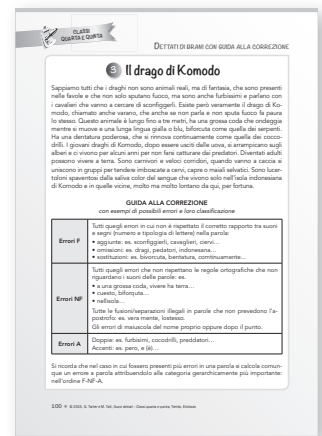 CLASSI
QUARTA E QUINTA
DETTATI DI BRANI CON GUIDA ALLA CORREZIONE
3 Il drago di Komodo
Sappiamo tutti che i draghi non sono animali reali, ma di fantasia, che sono presenti
nelle favole e che non solo sputano fuoco, ma sono anche furbissimi e parlano con
i cavalieri che vanno a cercare di sconfiggerli. Esiste però veramente il drago di Ko-
modo, chiamato anche varano, che anche se non parla e non sputa fuoco fa paura
lo stesso. Questo animale è lungo fino a tre metri, ha una grossa coda che ondeggia
mentre si muove e una lunga lingua gialla o blu, biforcuta come quella dei serpenti.
Ha una dentatura poderosa, che si rinnova continuamente come quella dei cocco-
drilli. I giovani draghi di Komodo, dopo essere usciti dalle uova, si arrampicano sugli
alberi e ci vivono per alcuni anni per non farsi catturare dai predatori. Diventati adulti
possono vivere a terra. Sono carnivori e veloci corridori, quando vanno a caccia si
uniscono in gruppi per tendere imboscate a cervi, capre o maiali selvatici. Sono lucer-
toloni spaventosi dalla saliva color del sangue che vivono solo nell'isola indonesiana
di Komodo e in quelle vicine, molto ma molto lontano da qui, per fortuna.
GUIDA ALLA CORREZIONE
con esempi di possibili errori e loro classificazione
Errori F
Tutti quegli errori in cui non è rispettato il corretto rapporto tra suoni
e segni (numero e tipologia di lettere) nella parola:
• aggiunte: es. sconfiggierli, cavaglieri, ciervi…
• omissioni: es. dragi, pedatori, indonesana…
• sostituzioni: es. bivorcuta, bentatura, comtinuamente…
Errori NF
Tutti quegli errori che non rispettano le regole ortografiche che non
riguardano i suoni delle parole: es.
• a una grossa coda, vivere ha terra…
• cuesto, biforquta…
• nellisola…
Tutte le fusioni/separazioni illegali in parole che non prevedono l'a-
postrofo: es. vera mente, lostesso.
Gli errori di maiuscola del nome proprio oppure dopo il punto.
Errori A
Doppie: es. furbisimi, cocodrilli, preddatori…
Accenti: es. pero, e (è)…
Si ricorda che nel caso in cui fossero presenti più errori in una parola si calcola comun-
que un errore a parola attribuendolo alla categoria gerarchicamente più importante:
nell'ordine F-NF-A.